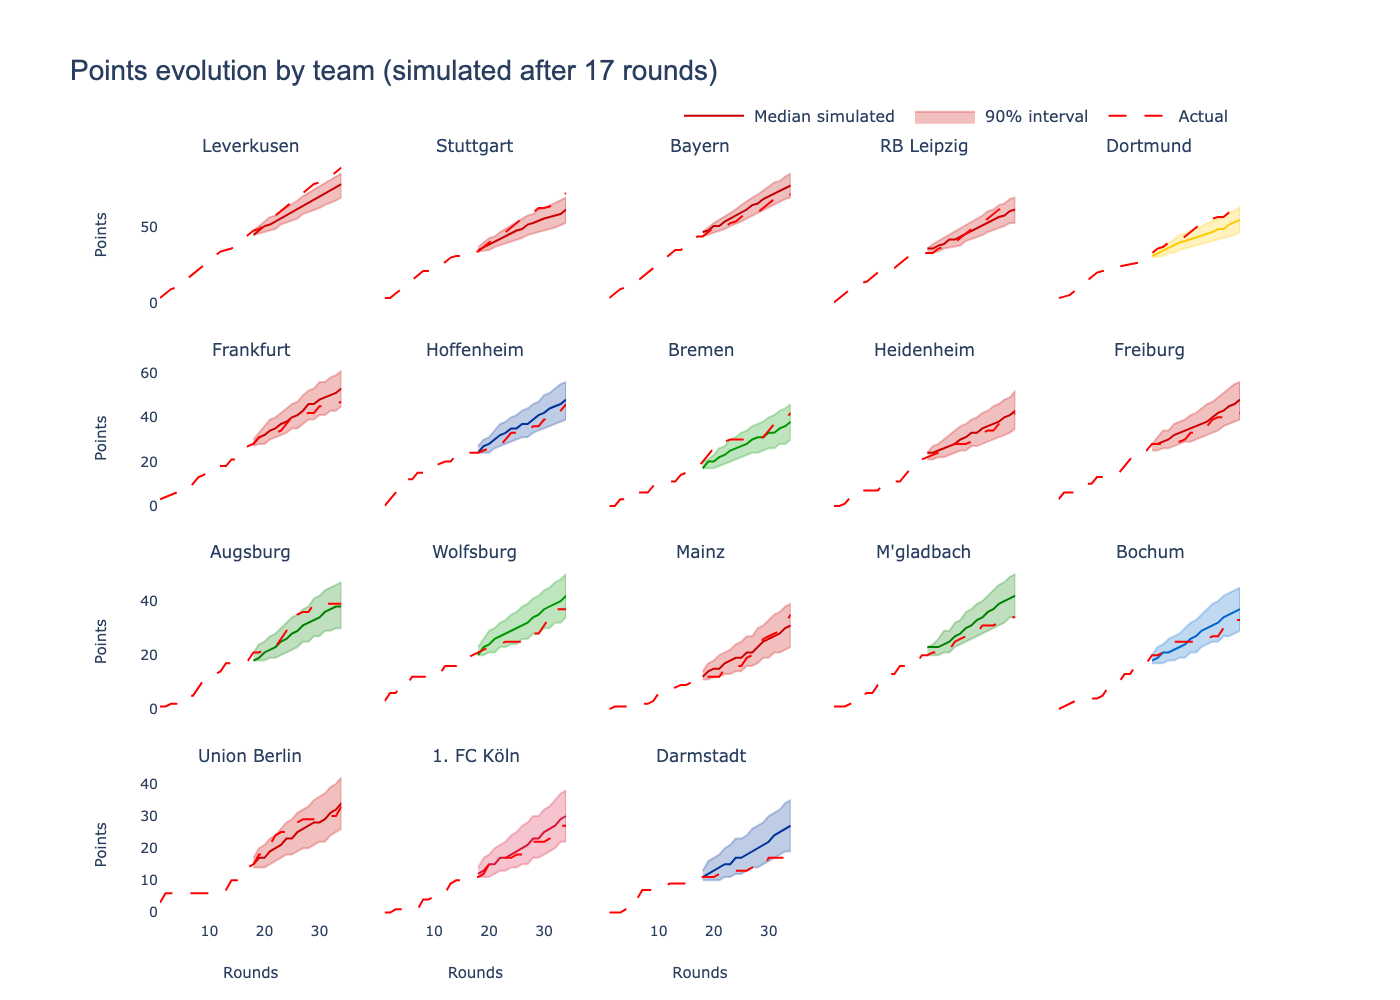 Points evolution by team (simulated after 17 rounds)
Median simulated 90% interval Actual
Leverkusen Stuttgart Bayern RB Leipzig Dortmund
Points
50
0
Frankfurt Hoffenheim Bremen Heidenheim Freiburg
Points
60
40
20
0
Augsburg Wolfsburg Mainz M'gladbach Bochum
Points
40
20
0
Union Berlin 1. FC Köln Darmstadt
Points
40
30
20
10
0
10 20 30 10 20 30 10 20 30
Rounds Rounds Rounds